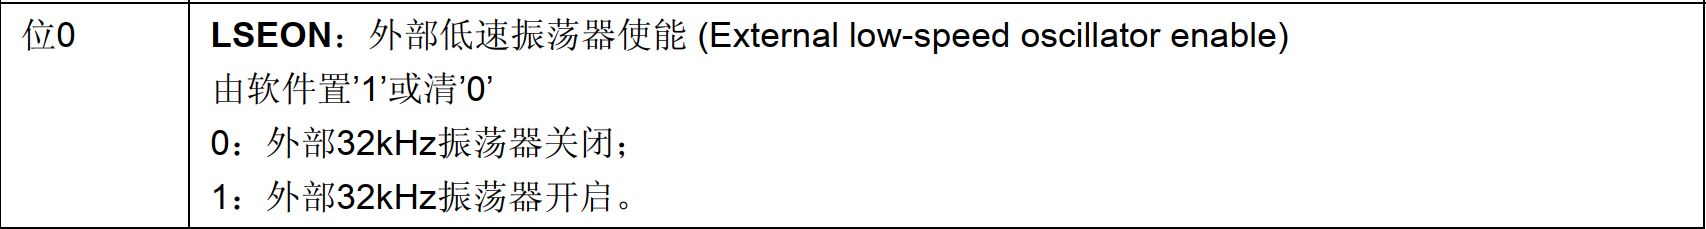 位0
LSEON：外部低速振荡器使能 (External low-speed oscillator enable)
由软件置’1’或清’0’
0：外部32kHz振荡器关闭；
1：外部32kHz振荡器开启。